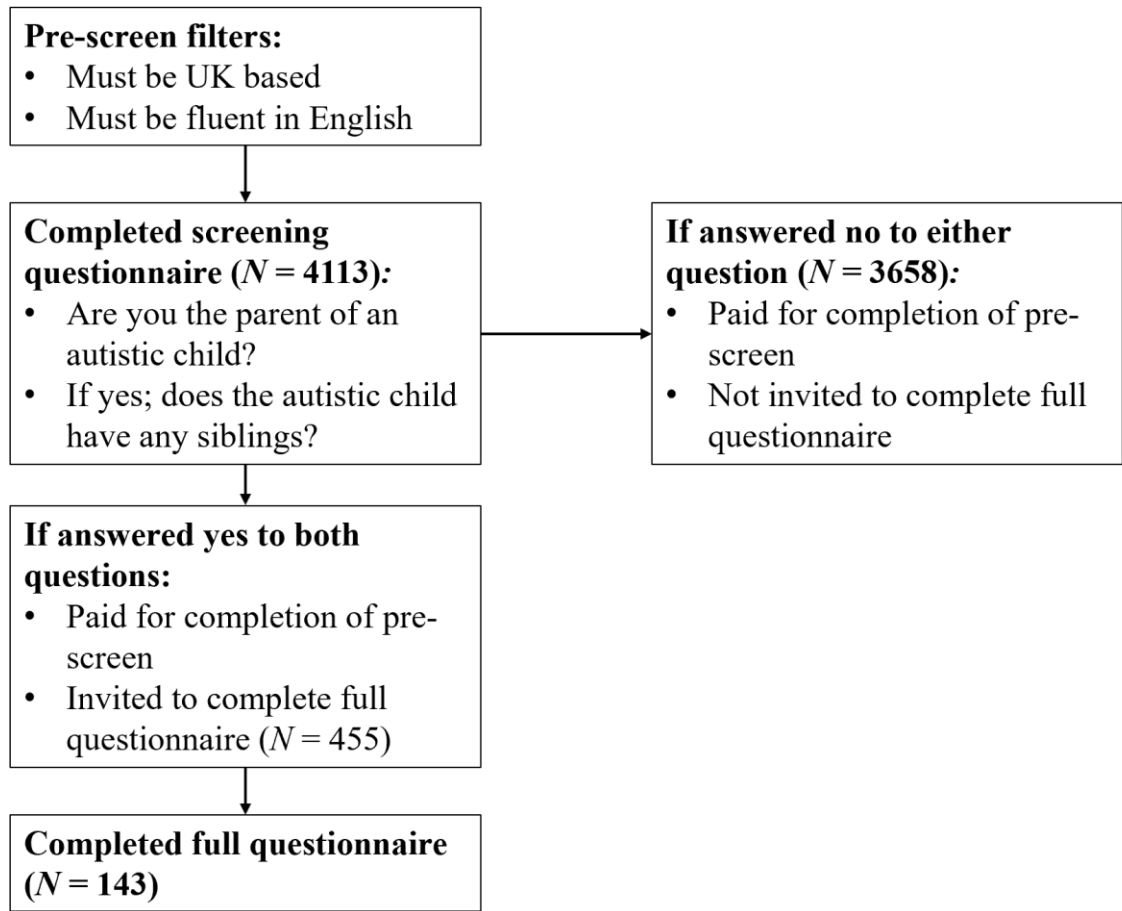 Pre-screen filters:
• Must be UK based
• Must be fluent in English
Completed screening
questionnaire (N = 4113):
• Are you the parent of an
autistic child?
• If yes; does the autistic child
have any siblings?
If answered no to either
question (N = 3658):
• Paid for completion of pre-
screen
• Not invited to complete full
questionnaire
If answered yes to both
questions:
• Paid for completion of pre-
screen
• Invited to complete full
questionnaire (N = 455)
Completed full questionnaire
(N = 143)